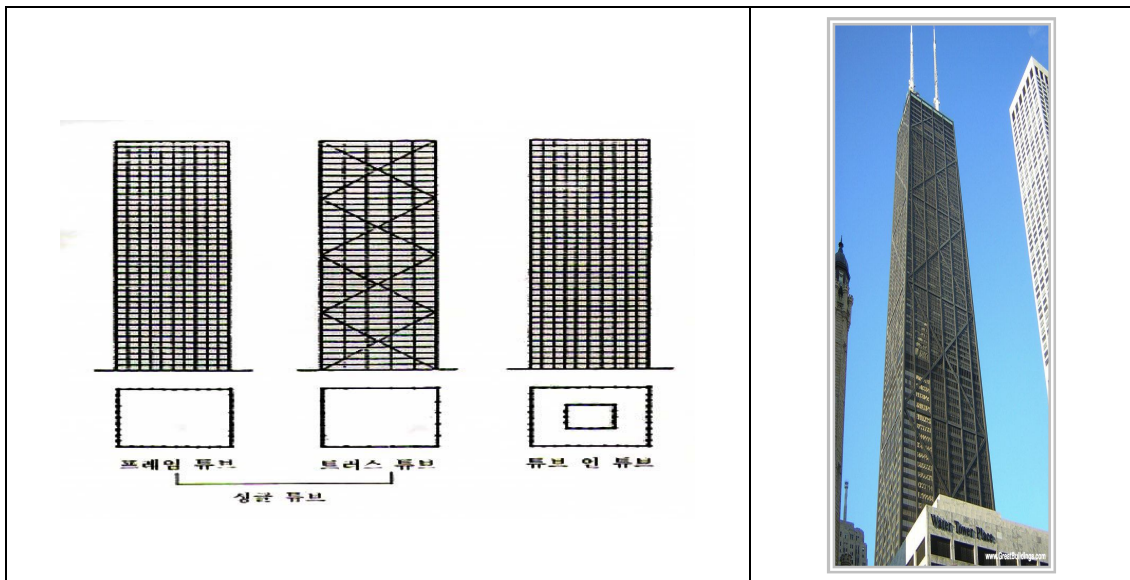 프레임 튜브
트러스 튜브
튜브 인 튜브
싱글 튜브
Water Tower Place
www.GreatBuildings.com